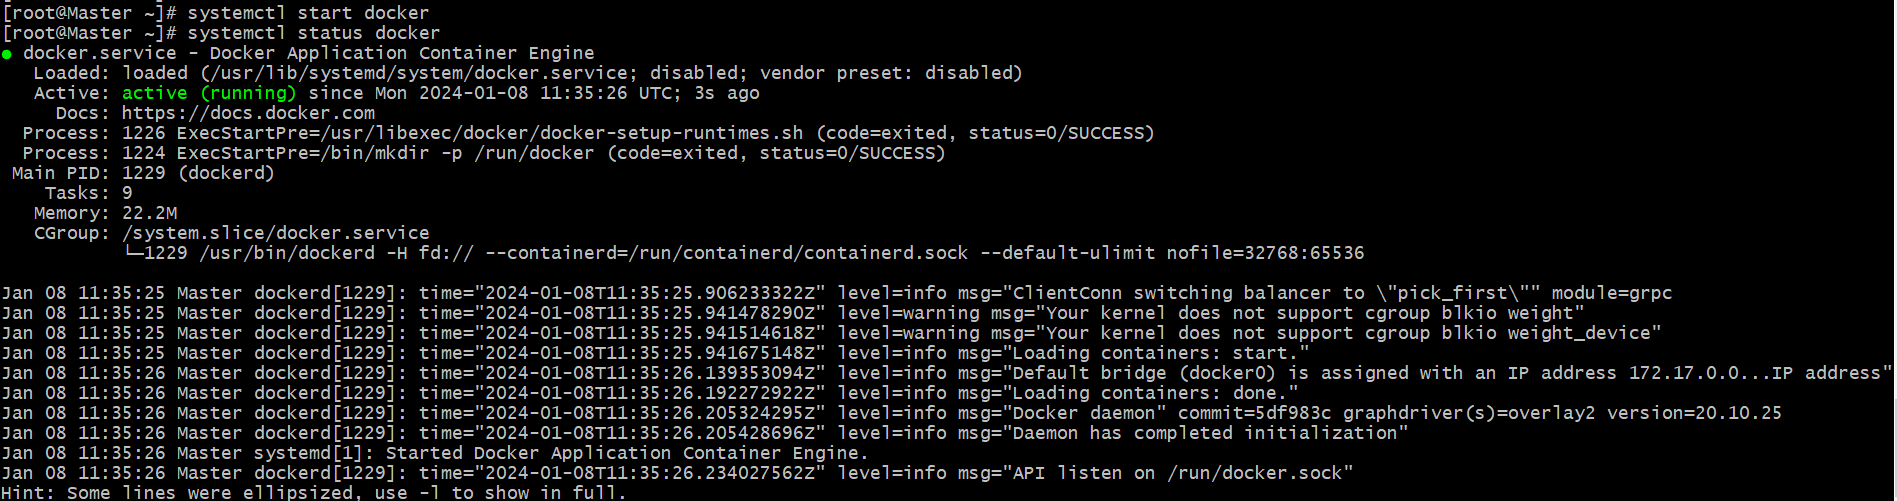 [root@Master ~]# systemctl start docker
[root@Master ~]# systemctl status docker
● docker.service - Docker Application Container Engine
   Loaded: loaded (/usr/lib/systemd/system/docker.service; disabled; vendor preset: disabled)
   Active: active (running) since Mon 2024-01-08 11:35:26 UTC; 3s ago
     Docs: https://docs.docker.com
  Process: 1226 ExecStartPre=/usr/libexec/docker/docker-setup-runtimes.sh (code=exited, status=0/SUCCESS)
  Process: 1224 ExecStartPre=/bin/mkdir -p /run/docker (code=exited, status=0/SUCCESS)
 Main PID: 1229 (dockerd)
    Tasks: 9
   Memory: 22.2M
   CGroup: /system.slice/docker.service
           └─1229 /usr/bin/dockerd -H fd:// --containerd=/run/containerd/containerd.sock --default-ulimit nofile=32768:65536

Jan 08 11:35:25 Master dockerd[1229]: time="2024-01-08T11:35:25.906233322Z" level=info msg="ClientConn switching balancer to \"pick_first\"" module=grpc
Jan 08 11:35:25 Master dockerd[1229]: time="2024-01-08T11:35:25.941478290Z" level=warning msg="Your kernel does not support cgroup blkio weight"
Jan 08 11:35:25 Master dockerd[1229]: time="2024-01-08T11:35:25.941514618Z" level=warning msg="Your kernel does not support cgroup blkio weight_device"
Jan 08 11:35:25 Master dockerd[1229]: time="2024-01-08T11:35:25.941675148Z" level=info msg="Loading containers: start."
Jan 08 11:35:26 Master dockerd[1229]: time="2024-01-08T11:35:26.139353094Z" level=info msg="Default bridge (docker0) is assigned with an IP address 172.17.0.0...IP address"
Jan 08 11:35:26 Master dockerd[1229]: time="2024-01-08T11:35:26.192272922Z" level=info msg="Loading containers: done."
Jan 08 11:35:26 Master dockerd[1229]: time="2024-01-08T11:35:26.205324295Z" level=info msg="Docker daemon" commit=5df983c graphdriver(s)=overlay2 version=20.10.25
Jan 08 11:35:26 Master dockerd[1229]: time="2024-01-08T11:35:26.205428696Z" level=info msg="Daemon has completed initialization"
Jan 08 11:35:26 Master systemd[1]: Started Docker Application Container Engine.
Jan 08 11:35:26 Master dockerd[1229]: time="2024-01-08T11:35:26.234027562Z" level=info msg="API listen on /run/docker.sock"
Hint: Some lines were ellipsized, use -l to show in full.